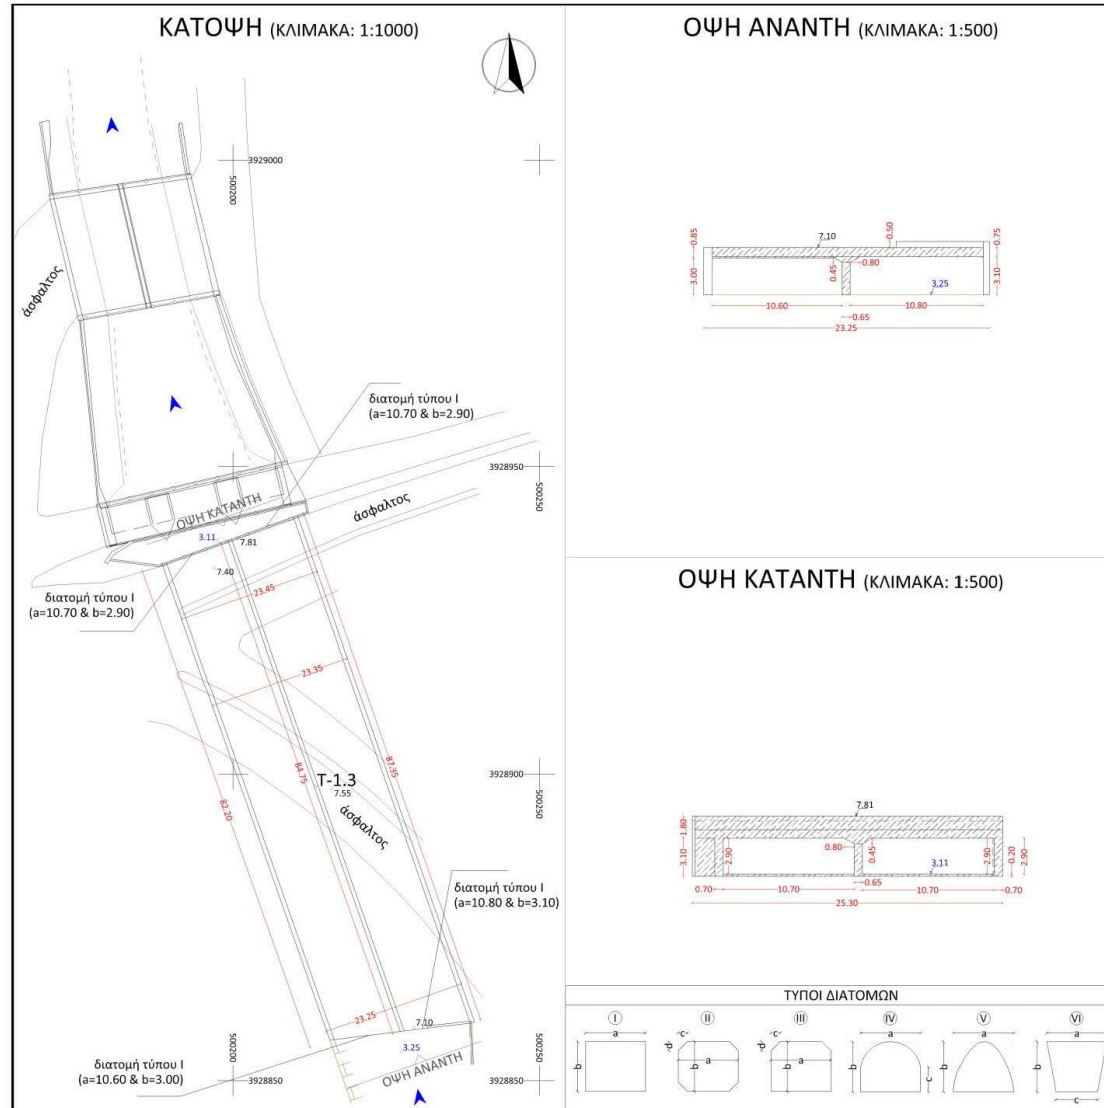 ΚΑΤΟΨΗ (ΚΛΙΜΑΚΑ: 1:1000)
3929000
500200
άσφαλτος
διατομή τύπου Ι
(a=10.70 & b=2.90)
3928950
500250
ΟΨΗ ΚΑΤΑΝΤΗ
άσφαλτος
3.11
7.81
7.40
διατομή τύπου Ι
(a=10.70 & b=2.90)
23.45
23.35
3928900
500250
T-1.3
7.55
84.75
87.35
82.20
άσφαλτος
διατομή τύπου Ι
(a=10.80 & b=3.10)
23.25
7.10
500200
500250
3.25
ΟΨΗ ΑΝΑΝΤΗ
διατομή τύπου Ι
(a=10.60 & b=3.00)
3928850
3928850
ΟΨΗ ΑΝΑΝΤΗ (ΚΛΙΜΑΚΑ: 1:500)
0.85
7.10
0.50
0.75
3.00
0.45
0.80
3.25
3.10
10.60
10.80
0.65
23.25
ΟΨΗ ΚΑΤΑΝΤΗ (ΚΛΙΜΑΚΑ: 1:500)
7.81
1.80
3.10
2.90
0.80
0.45
3.11
2.90
0.20
2.90
0.70
10.70
0.65
10.70
0.70
25.30
ΤΥΠΟΙ ΔΙΑΤΟΜΩΝ
I II III IV V VI
a c c a a a
d d
b b a b a b c b b
c